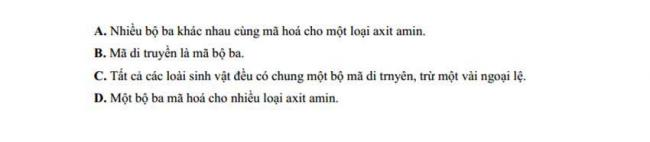 A. Nhiều bộ ba khác nhau cùng mã hoá cho một loại axit amin.
B. Mã di truyền là mã bộ ba.
C. Tất cả các loài sinh vật đều có chung một bộ mã di trnyên, trừ một vài ngoại lệ.
D. Một bộ ba mã hoá cho nhiều loại axit amin.